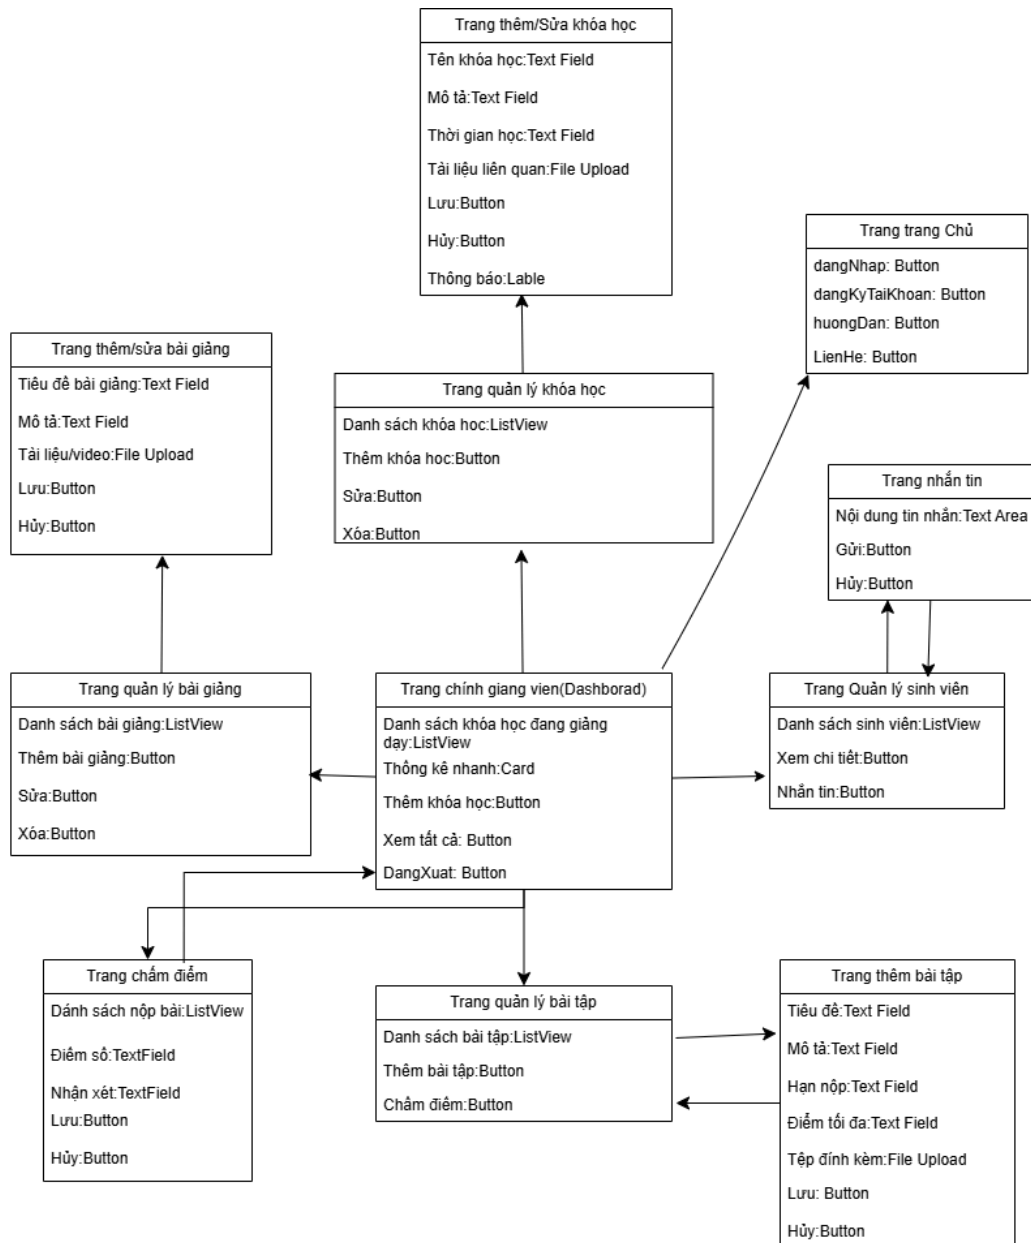 Trang thêm/Sửa khóa học
Tên khóa học:Text Field
Mô tả:Text Field
Thời gian học:Text Field
Tài liệu liên quan:File Upload
Lưu:Button
Hủy:Button
Thông báo:Lable
Trang trang Chủ
dangNhap: Button
dangKyTaiKhoan: Button
huongDan: Button
LienHe: Button
Trang thêm/sửa bài giảng
Tiêu đề bài giảng:Text Field
Mô tả:Text Field
Tài liệu/video:File Upload
Lưu:Button
Hủy:Button
Trang quản lý khóa học
Danh sách khóa học:ListView
Thêm khóa học:Button
Sửa:Button
Xóa:Button
Trang nhắn tin
Nội dung tin nhắn:Text Area
Gửi:Button
Hủy:Button
Trang quản lý bài giảng
Danh sách bài giảng:ListView
Thêm bài giảng:Button
Sửa:Button
Xóa:Button
Trang chính giang vien(Dashborad)
Danh sách khóa học đang giảng
dạy:ListView
Thống kê nhanh:Card
Thêm khóa học:Button
Xem tất cả: Button
DangXuat: Button
Trang Quản lý sinh viên
Danh sách sinh viên:ListView
Xem chi tiết:Button
Nhắn tin:Button
Trang chấm điểm
Dánh sách nộp bài:ListView
Điểm số:TextField
Nhận xét:TextField
Lưu:Button
Hủy:Button
Trang quản lý bài tập
Danh sách bài tập:ListView
Thêm bài tập:Button
Chấm điểm:Button
Trang thêm bài tập
Tiêu đề:Text Field
Mô tả:Text Field
Hạn nộp:Text Field
Điểm tối đa:Text Field
Tệp đính kèm:File Upload
Lưu: Button
Hủy:Button